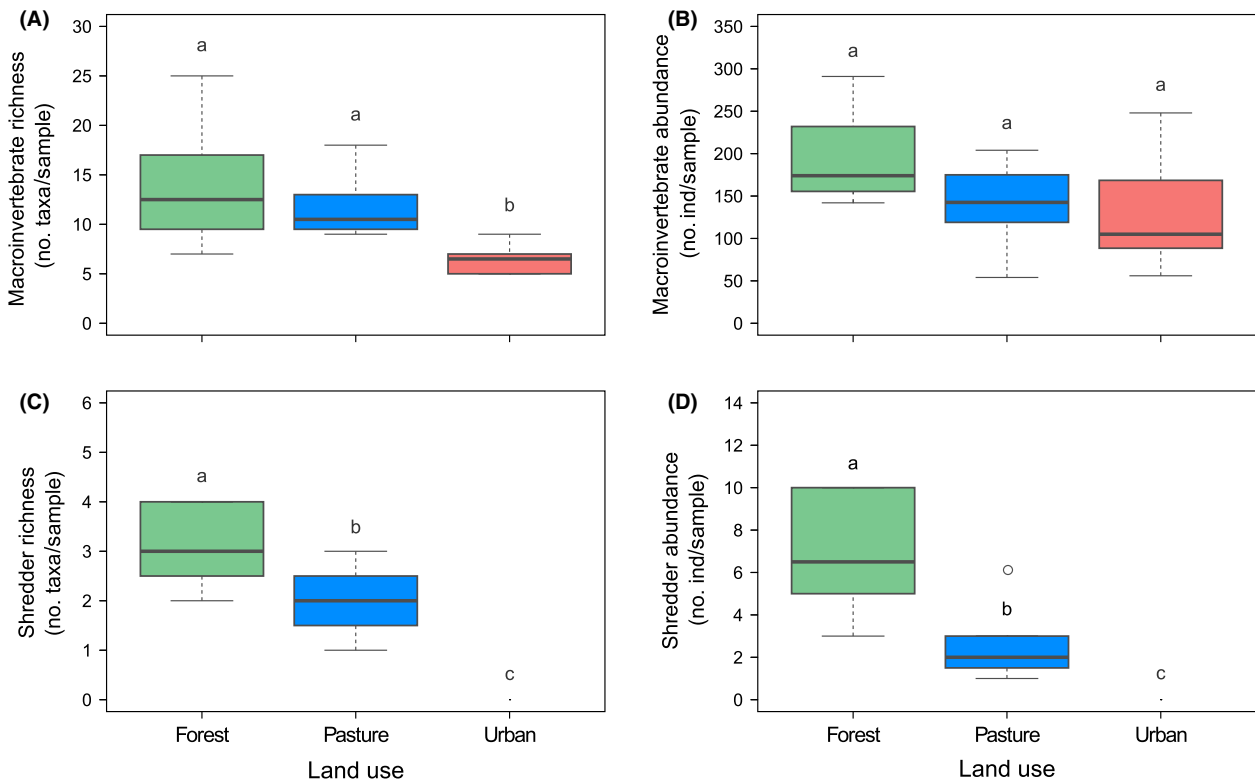 (A)
Macroinvertebrate richness
(no. taxa/sample)
30
25
20
15
10
5
0
a
a
b
(B)
Macroinvertebrate abundance
(no. ind/sample)
350
300
250
200
150
100
50
0
a
a
a
(C)
Shredder richness
(no. taxa/sample)
6
5
4
3
2
1
0
a
b
c
Forest Pasture Urban
Land use
(D)
Shredder abundance
(no. ind/sample)
14
12
10
8
6
4
2
0
a
b
c
Forest Pasture Urban
Land use